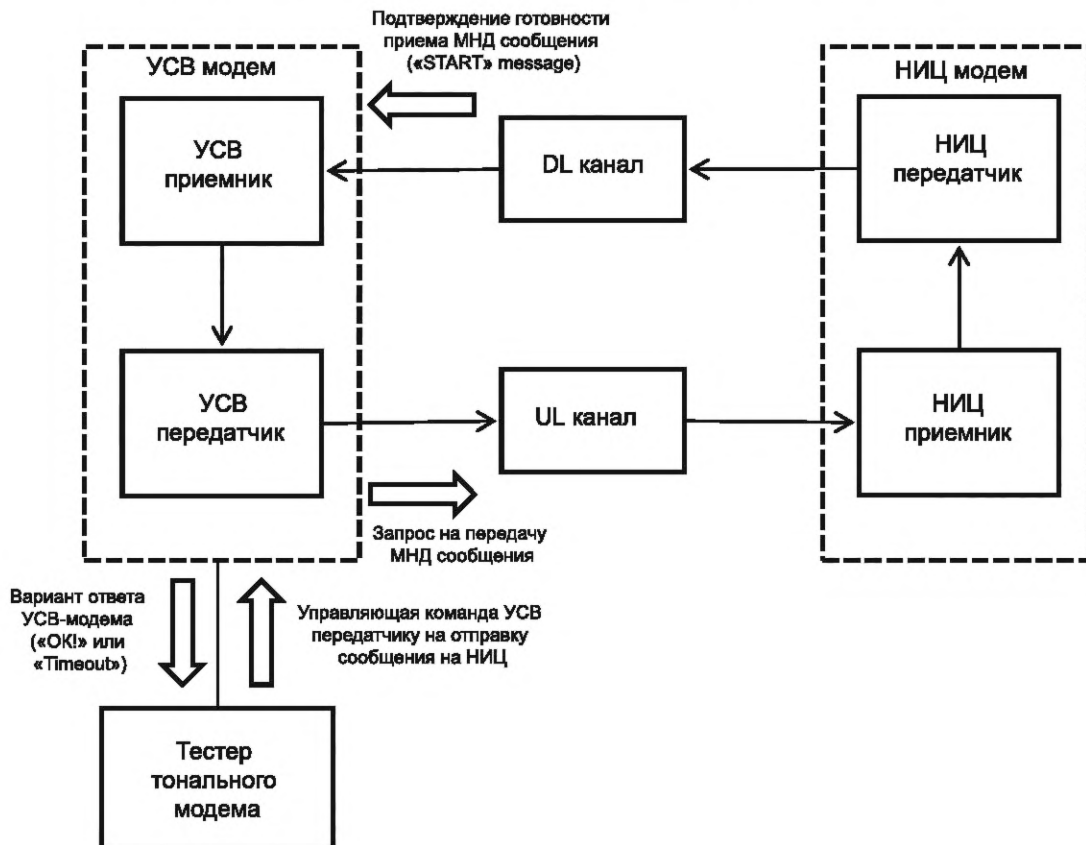 Подтверждение готовности
приема МНД сообщения
(«START» message)
УСВ модем
НИЦ модем
УСВ
приемник
DL канал
НИЦ
передатчик
УСВ
передатчик
UL канал
НИЦ
приемник
Запрос на передачу
МНД сообщения
Вариант ответа
УСВ-модема
(«OK!» или
«Timeout»)
Управляющая команда УСВ
передатчику на отправку
сообщения на НИЦ
Тестер
тонального
модема